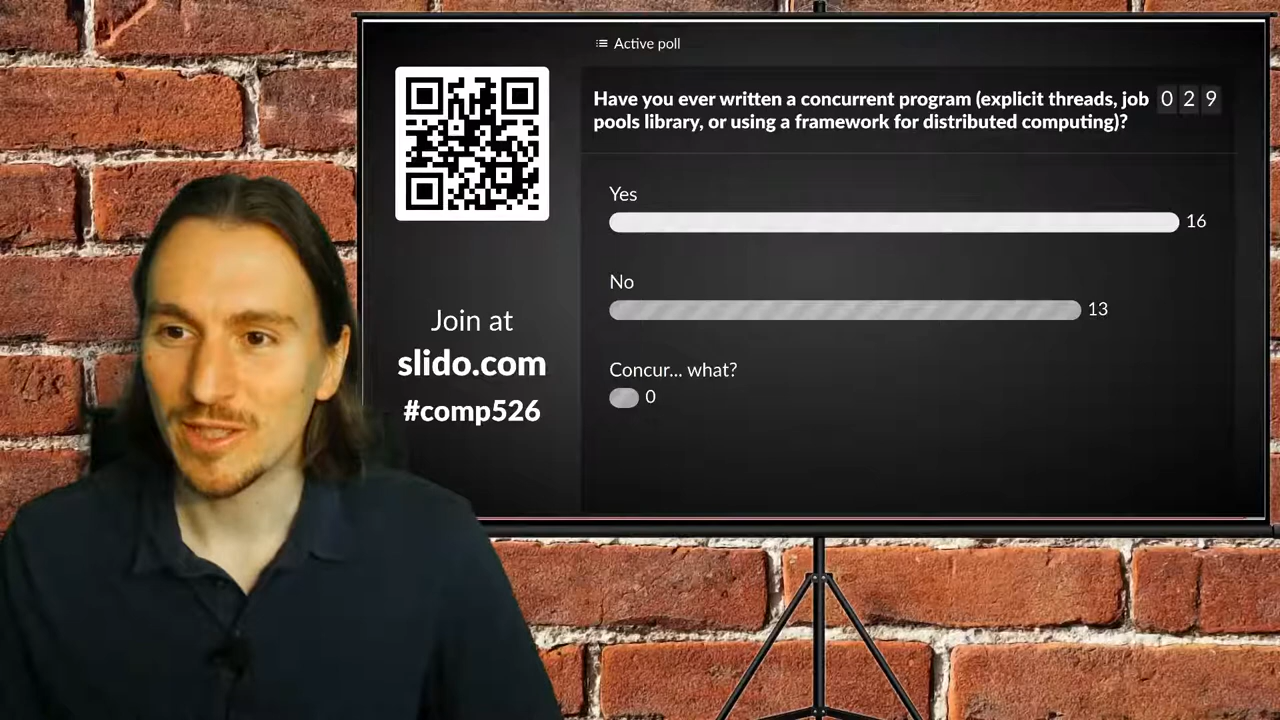 Active poll
Have you ever written a concurrent program (explicit threads, job
pools library, or using a framework for distributed computing)?
0 2 9
Yes
16
No
13
Concur... what?
0
Join at
slido.com
#comp526